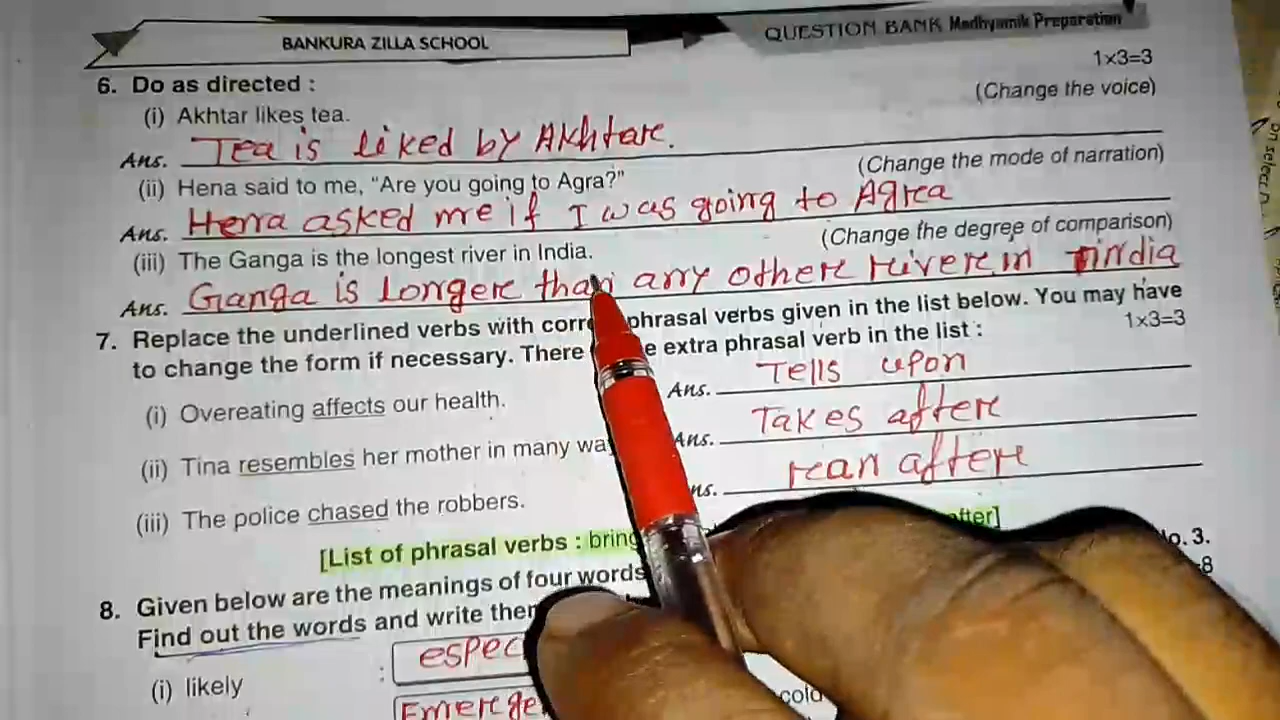 BANKURA ZILLA SCHOOL
QUESTION BANK Madhyamik Preparation
6. Do as directed : 1×3=3
(i) Akhtar likes tea. (Change the voice)
Ans. Tea is liked by Akhtar.
(ii) Hena said to me, "Are you going to Agra?" (Change the mode of narration)
Ans. Hena asked me if I was going to Agra
(iii) The Ganga is the longest river in India. (Change the degree of comparison)
Ans. Ganga is longer than any other river in india
7. Replace the underlined verbs with phrasal verbs given in the list below. You may have
to change the form if necessary. There extra phrasal verb in the list : 1×3=3
(i) Overeating affects our health. Ans. Tells upon
(ii) Tina resembles her mother in many Ans. Takes after
(iii) The police chased the robbers. ran after
[List of phrasal verbs : bring after]
8. Given below are the meanings of four words No. 3.
Find out the words and write
(i) likely :
cold